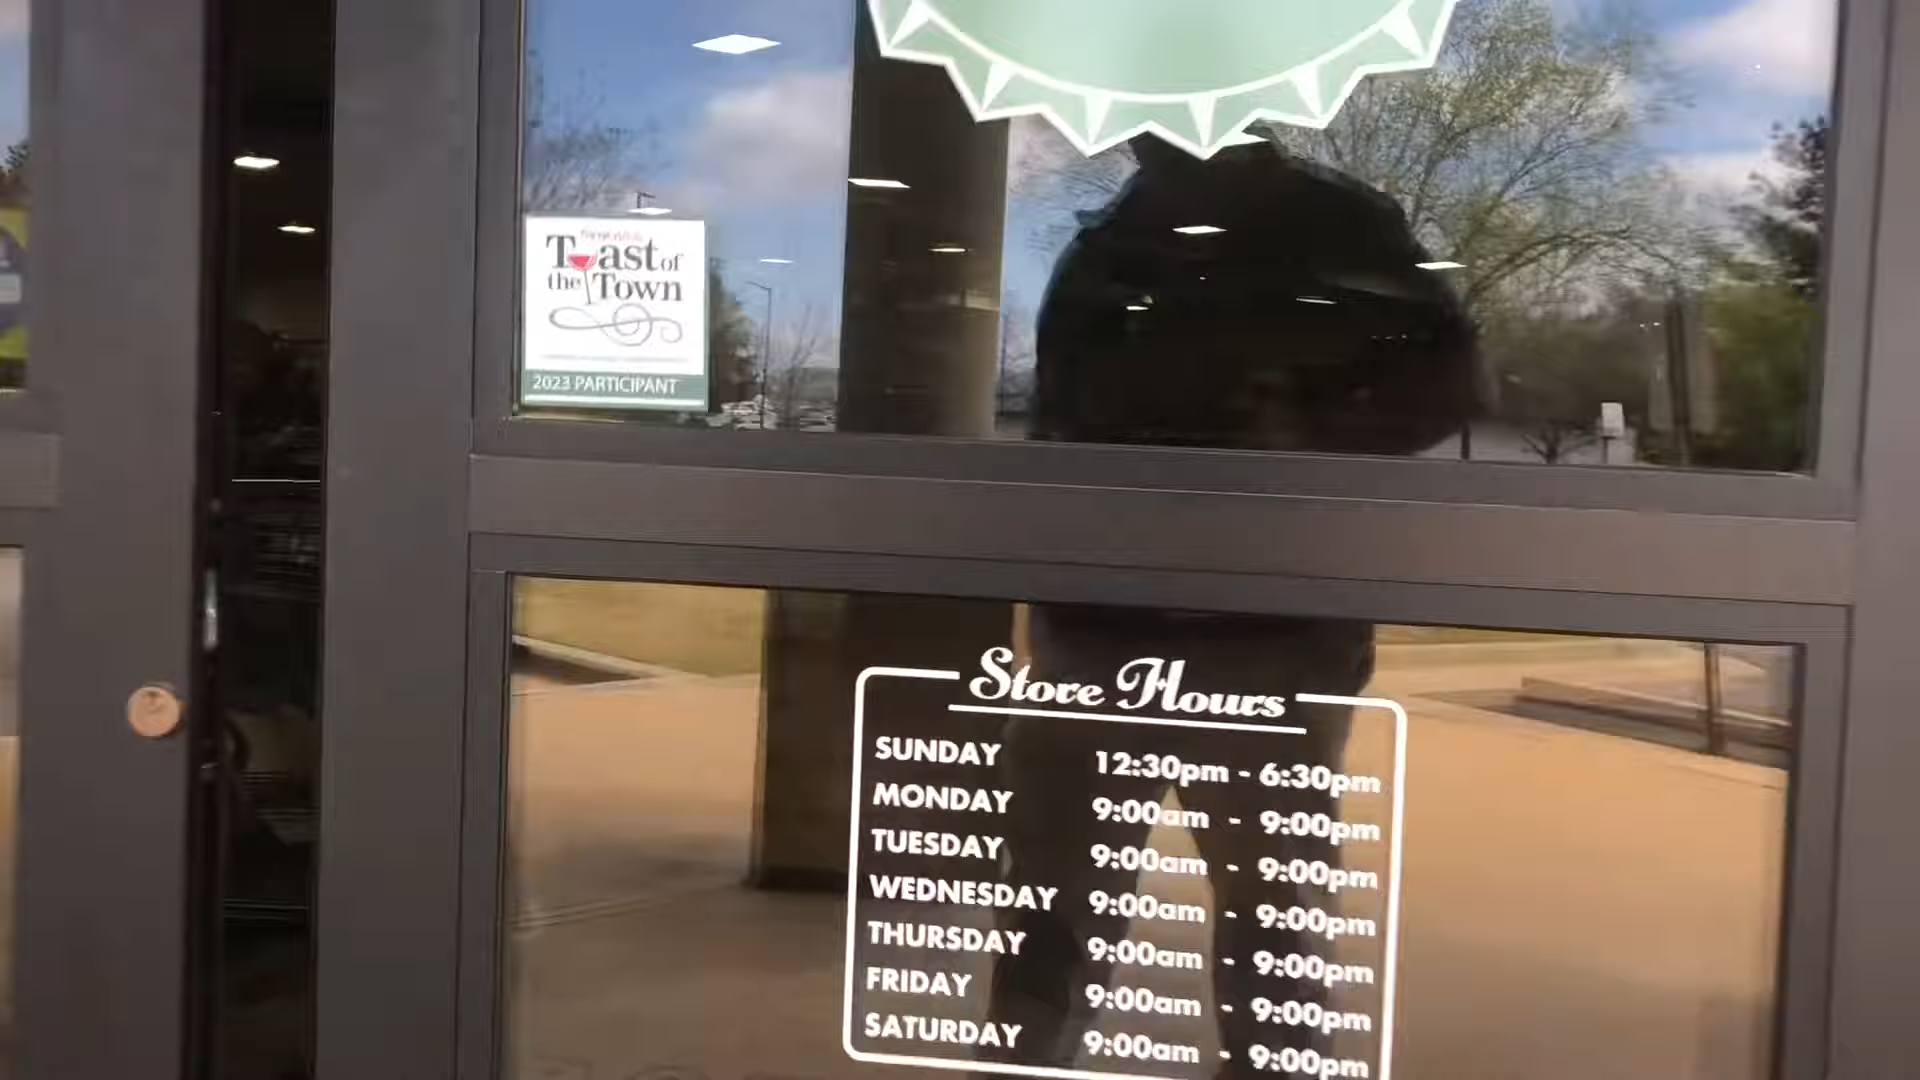 Toast of
the Town
2023 PARTICIPANT
Store Hours
SUNDAY 12:30pm - 6:30pm
MONDAY 9:00am - 9:00pm
TUESDAY 9:00am - 9:00pm
WEDNESDAY 9:00am - 9:00pm
THURSDAY 9:00am - 9:00pm
FRIDAY 9:00am - 9:00pm
SATURDAY 9:00am - 9:00pm